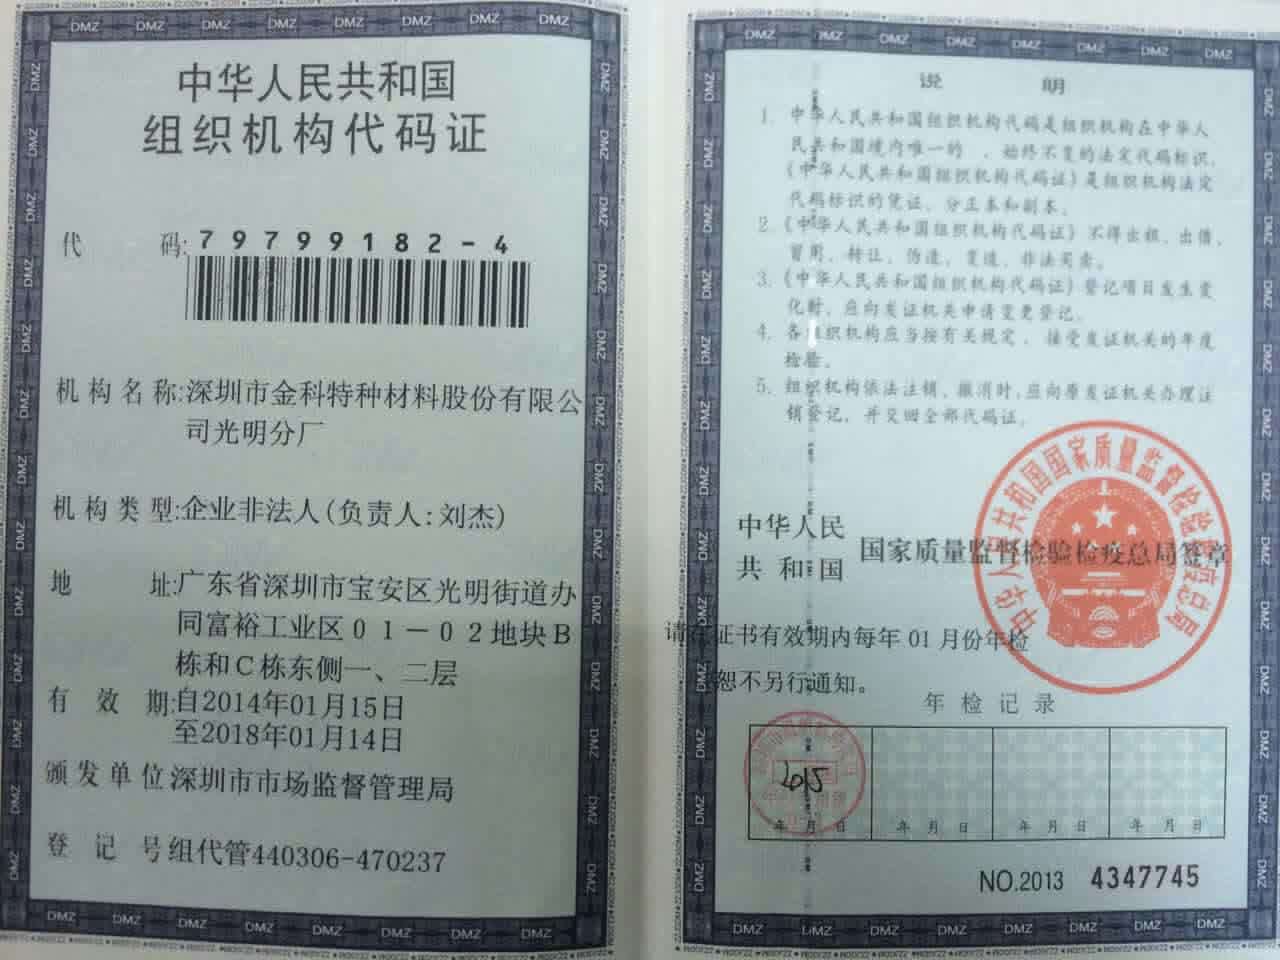 中华人民共和国
组织机构代码证
代 码:79799182-4
机构名称:深圳市金科特种材料股份有限公
司光明分厂
机构类型:企业非法人(负责人:刘杰)
地 址:广东省深圳市宝安区光明街道办
同富裕工业区01-02地块B
栋和C栋东侧一、二层
有 效 期:自2014年01月15日
至2018年01月14日
颁发单位深圳市市场监督管理局
登 记 号组代管440306-470237
说 明
1. 中华人民共和国组织机构代码是组织机构在中华人
民共和国境内唯一的、始终不变的法定代码标识,
《中华人民共和国组织机构代码证》是组织机构法定
代码标识的凭证,分正本和副本。
2.《中华人民共和国组织机构代码证》不得出租、出借、
冒用、转让、伪造、变造、非法买卖。
3.《中华人民共和国组织机构代码证》登记项目发生变
化时,应向发证机关申请变更登记。
4. 各组织机构应当按有关规定,接受发证机关的年度
检验。
5. 组织机构依法注销、撤消时,应向原发证机关办理注
销登记,并交回全部代码证。
中华人民
共和国 国家质量监督检验检疫总局签章
中华人民共和国国家质量监督检验检疫总局
请在证书有效期内每年01月份年检
恕不另行通知。
年检记录
2015
年 月 日 年 月 日 年 月 日 年 月 日
NO.2013 4347745